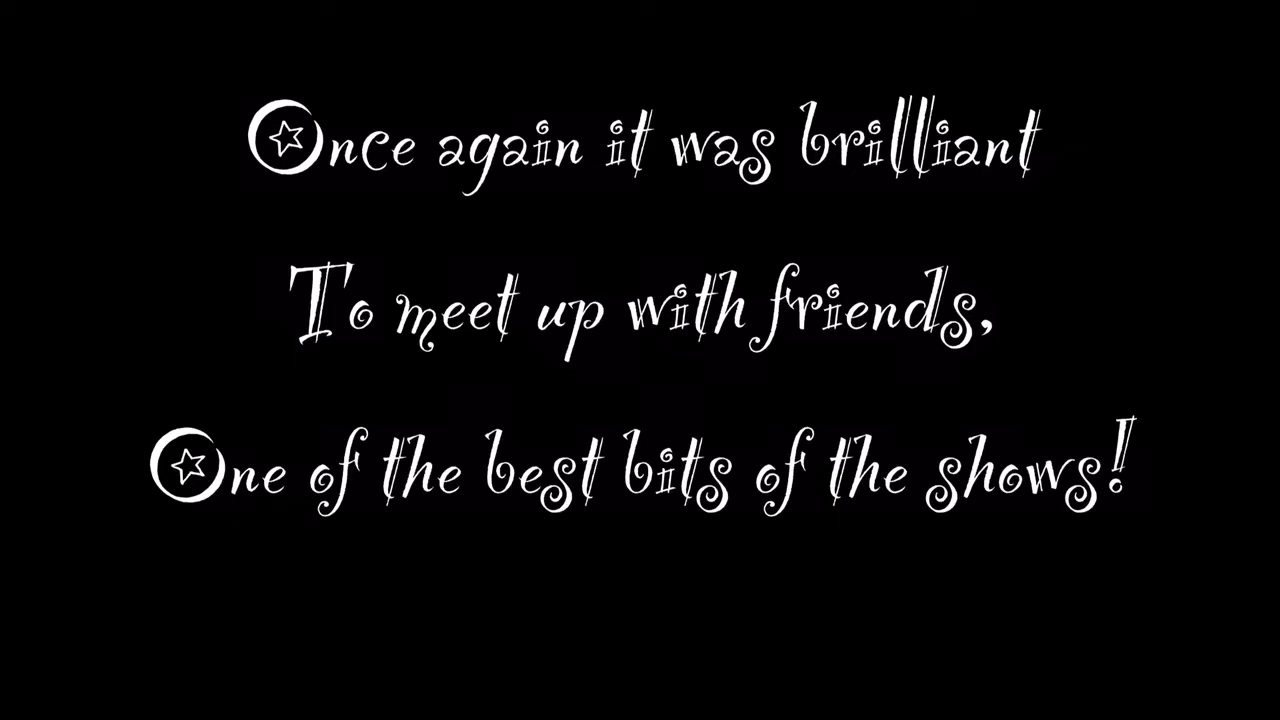 Once again it was brilliant
To meet up with friends,
One of the best bits of the shows!